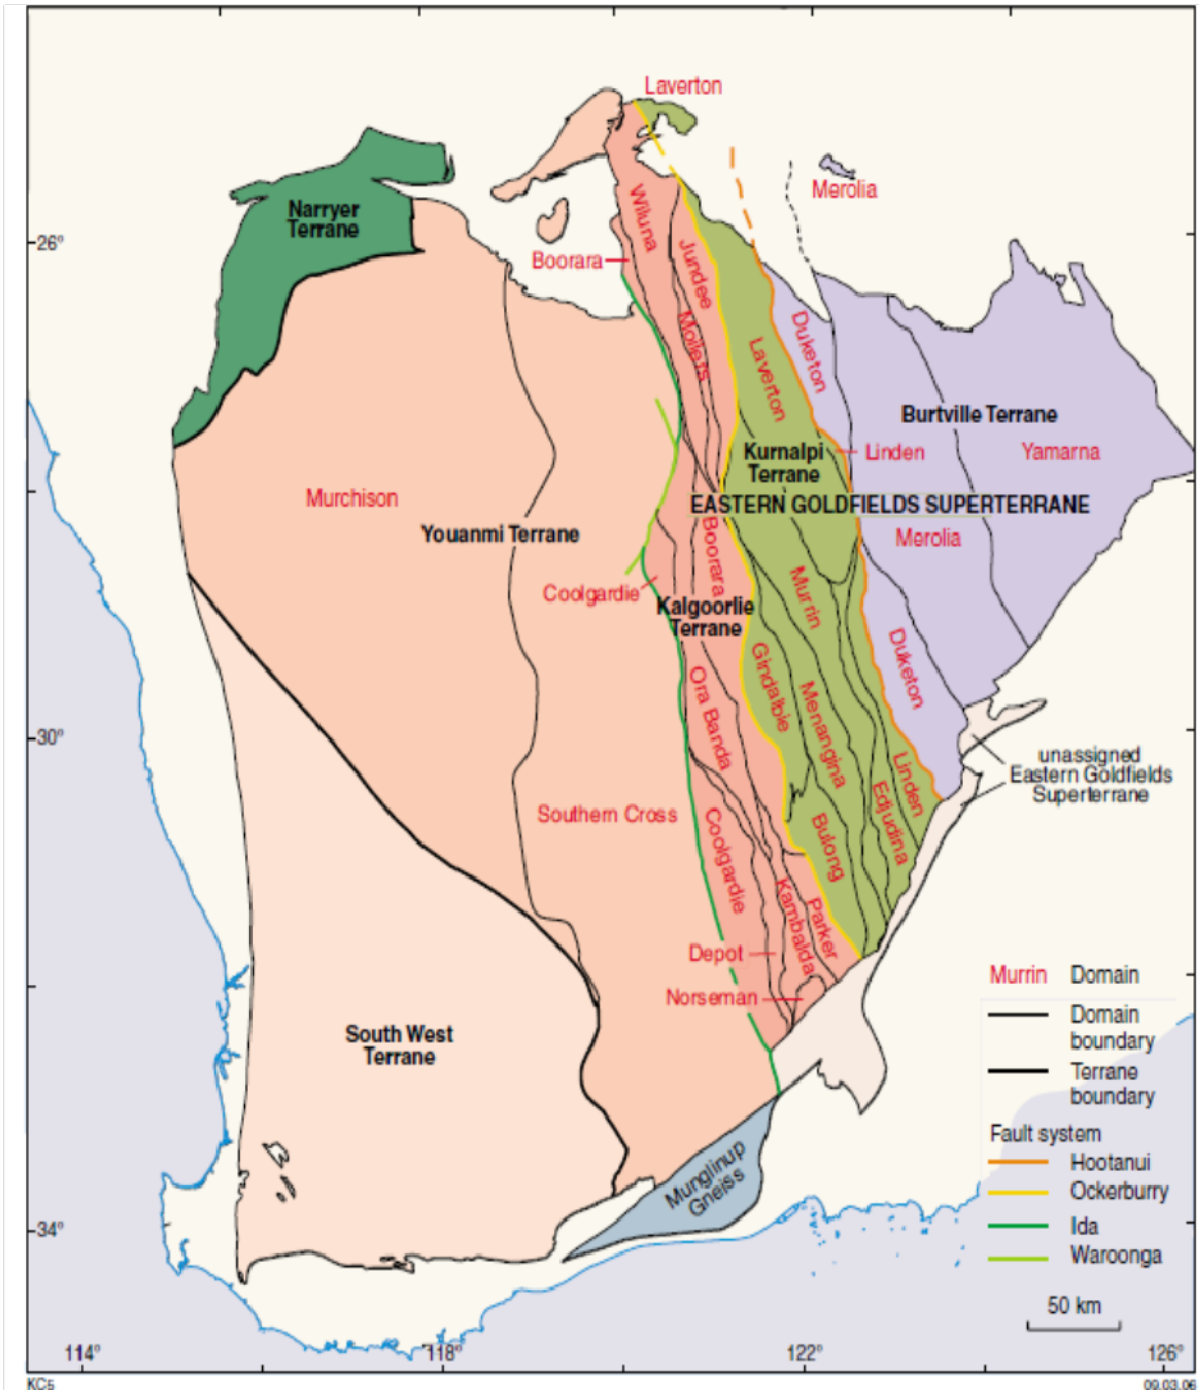 Laverton
Narryer
Terrane
Wiluna
Merolia
26°
Boorara
Jundee
Moilers
Duketon
Laverton
Burtville Terrane
Kurnalpi
Terrane
Linden
Yamarna
Murchison
EASTERN GOLDFIELDS SUPERTERRANE
Youanmi Terrane
Boorara
Merolia
Coolgardie
Murrin
Kalgoorlie
Terrane
Gindalbie
Duketon
Ora Banda
Menangina
30°
unassigned
Eastern Goldfields
Superterrane
Linden
Edjudina
Southern Cross
Coolgardie
Bulong
Kambalda
Parker
Depot
Norseman
Murrin Domain
Domain
boundary
Terrane
boundary
South West
Terrane
Fault system
Hootanui
Ockerburry
Ida
Waroonga
Munglinup
Gneiss
34°
50 km
114°
118°
122°
126°
KC5
09.03.06